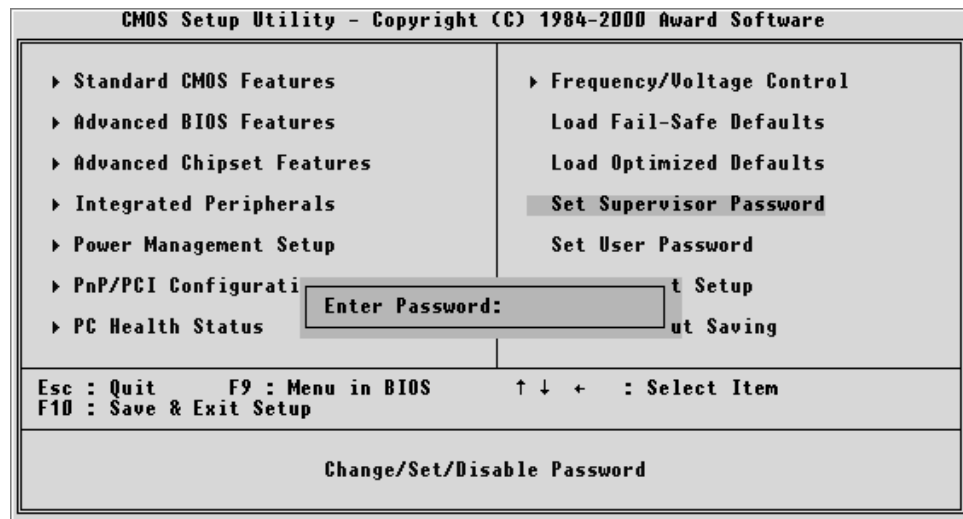 CMOS Setup Utility - Copyright (C) 1984-2000 Award Software
▸ Standard CMOS Features
▸ Advanced BIOS Features
▸ Advanced Chipset Features
▸ Integrated Peripherals
▸ Power Management Setup
▸ PnP/PCI Configurati
▸ PC Health Status
▸ Frequency/Voltage Control
Load Fail-Safe Defaults
Load Optimized Defaults
Set Supervisor Password
Set User Password
t Setup
ut Saving
Enter Password:
Esc : Quit F9 : Menu in BIOS ↑ ↓ ← : Select Item
F10 : Save & Exit Setup
Change/Set/Disable Password